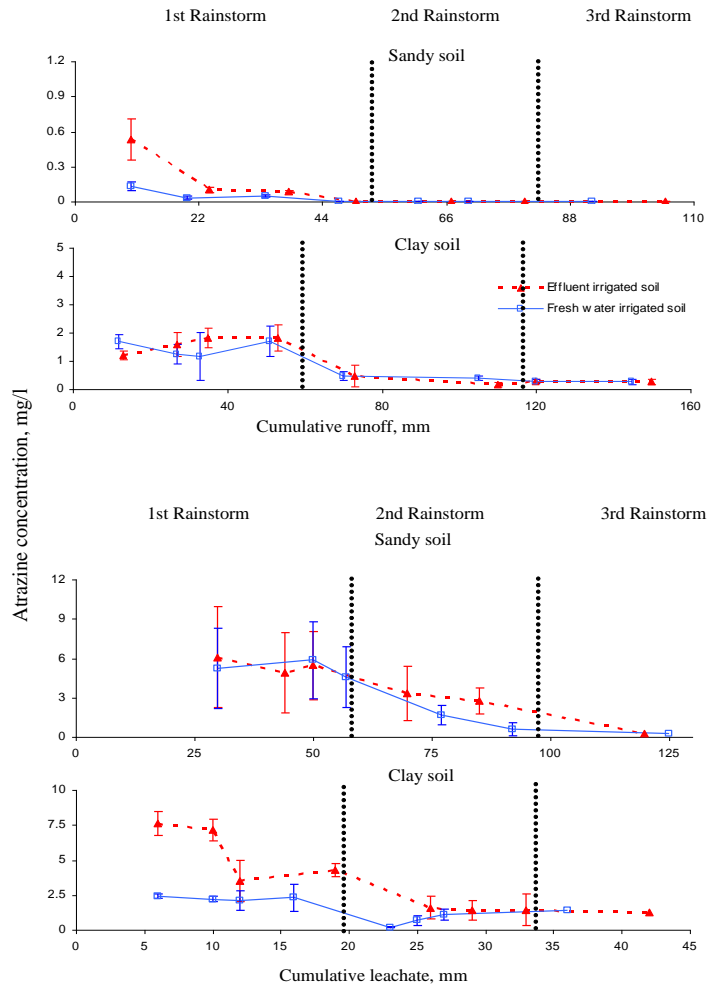 1st Rainstorm 2nd Rainstorm 3rd Rainstorm
Sandy soil
1.2
0.9
0.6
0.3
0
0 22 44 66 88 110
Clay soil
5
4
3
2
1
0
Effluent irrigated soil
Fresh water irrigated soil
0 40 80 120 160
Cumulative runoff, mm
Atrazine concentration, mg/l
1st Rainstorm 2nd Rainstorm 3rd Rainstorm
Sandy soil
12
9
6
3
0
0 25 50 75 100 125
Clay soil
10
7.5
5
2.5
0
0 5 10 15 20 25 30 35 40 45
Cumulative leachate, mm